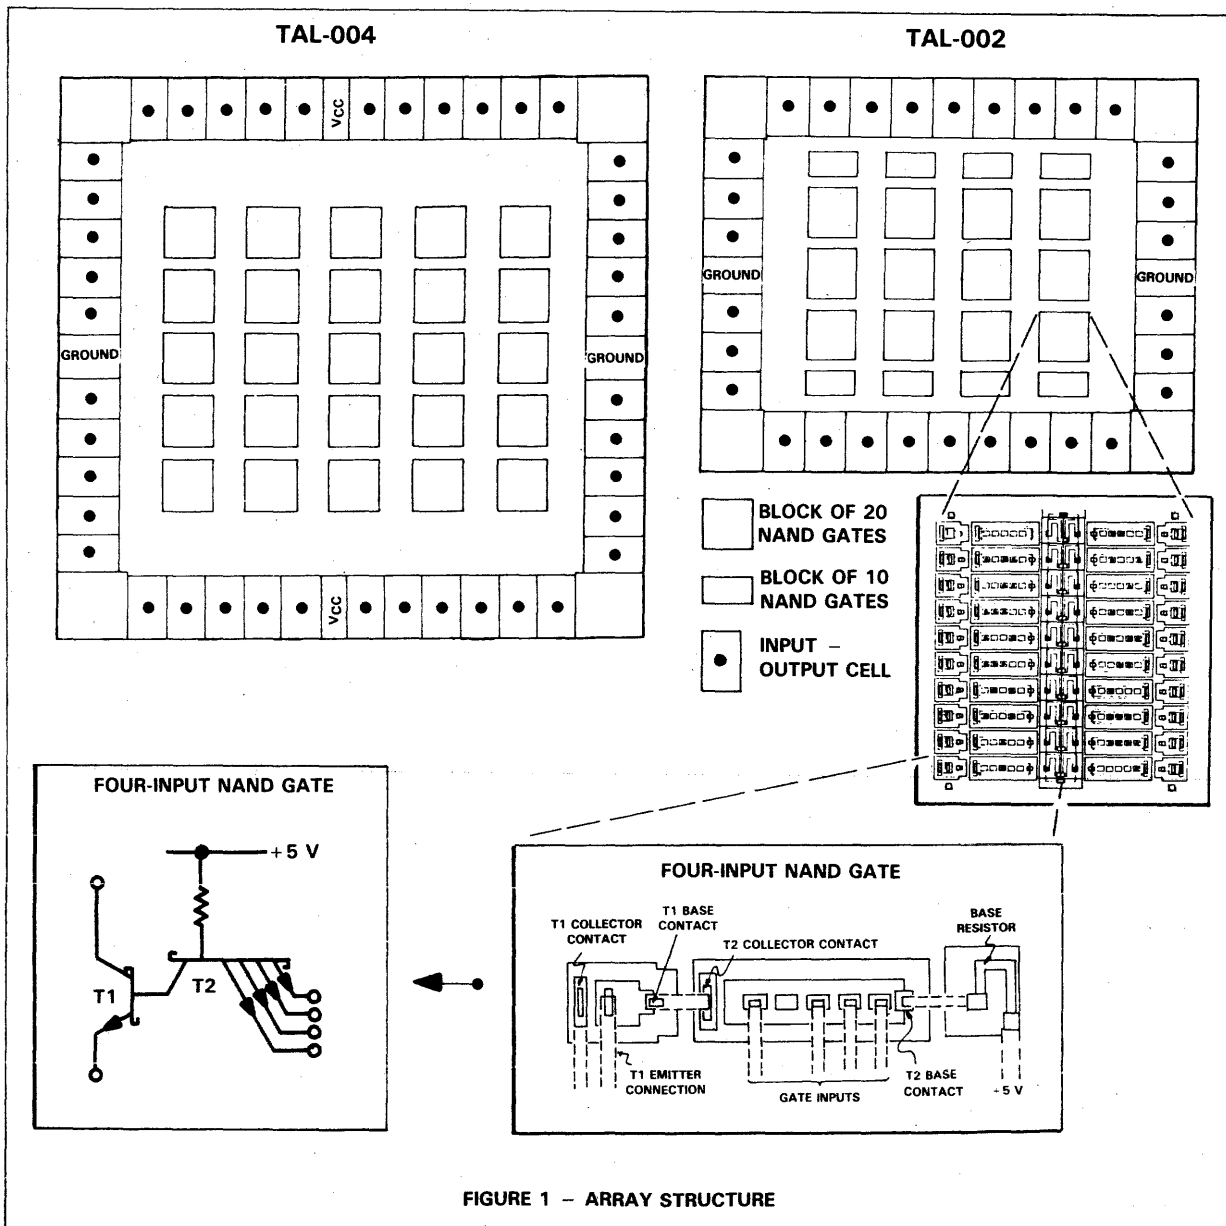 TAL-004
TAL-002
VCC
GROUND
GROUND
VCC
GROUND
GROUND
BLOCK OF 20
NAND GATES
BLOCK OF 10
NAND GATES
INPUT –
OUTPUT CELL
FOUR-INPUT NAND GATE
+5 V
T1
T2
FOUR-INPUT NAND GATE
T1 COLLECTOR
CONTACT
T1 BASE
CONTACT
T2 COLLECTOR CONTACT
BASE
RESISTOR
T1 EMITTER
CONNECTION
GATE INPUTS
T2 BASE
CONTACT
+5 V
FIGURE 1 – ARRAY STRUCTURE